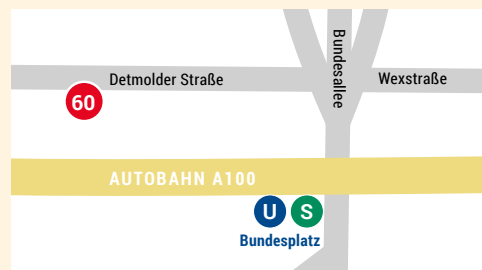 Bundesallee
Detmolder Straße
Wexstraße
60
AUTOBAHN A100
U S
Bundesplatz